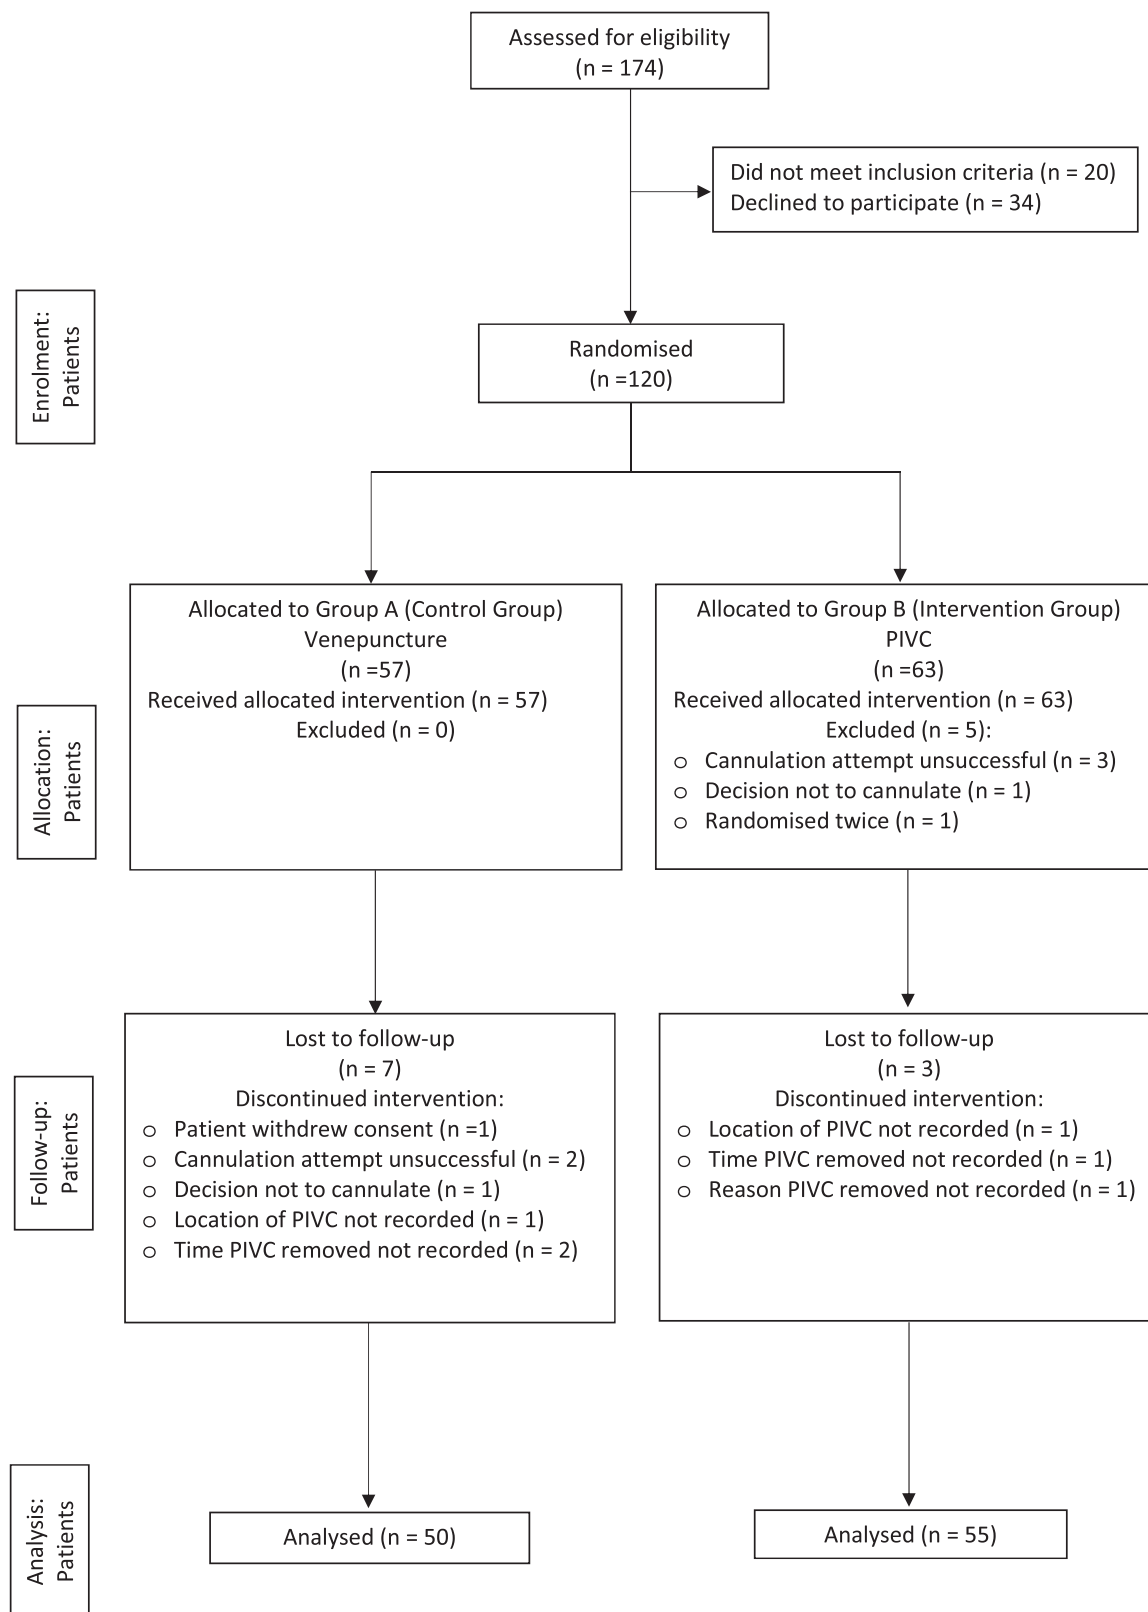 Assessed for eligibility
(n = 174)
Did not meet inclusion criteria (n = 20)
Declined to participate (n = 34)
Enrolment:
Patients
Randomised
(n =120)
Allocated to Group A (Control Group)
Venepuncture
(n =57)
Received allocated intervention (n = 57)
Excluded (n = 0)
Allocated to Group B (Intervention Group)
PIVC
(n =63)
Received allocated intervention (n = 63)
Excluded (n = 5):
o Cannulation attempt unsuccessful (n = 3)
o Decision not to cannulate (n = 1)
o Randomised twice (n = 1)
Allocation:
Patients
Lost to follow-up
(n = 7)
Discontinued intervention:
o Patient withdrew consent (n =1)
o Cannulation attempt unsuccessful (n = 2)
o Decision not to cannulate (n = 1)
o Location of PIVC not recorded (n = 1)
o Time PIVC removed not recorded (n = 2)
Lost to follow-up
(n = 3)
Discontinued intervention:
o Location of PIVC not recorded (n = 1)
o Time PIVC removed not recorded (n = 1)
o Reason PIVC removed not recorded (n = 1)
Follow-up:
Patients
Analysis:
Patients
Analysed (n = 50)
Analysed (n = 55)